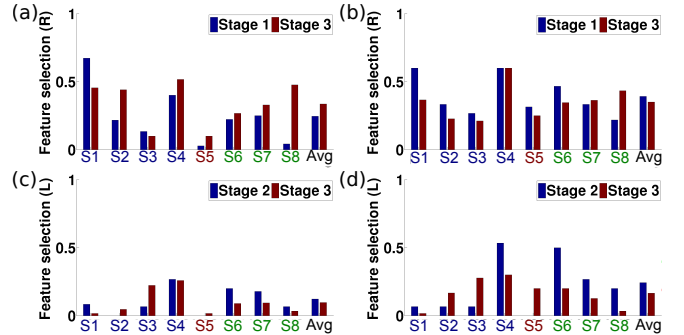 (a)
Feature selection (R)
1
0.5
0
Stage 1 Stage 3
S1 S2 S3 S4 S5 S6 S7 S8 Avg
(b)
Feature selection (R)
1
0.5
0
Stage 1 Stage 3
S1 S2 S3 S4 S5 S6 S7 S8 Avg
(c)
Feature selection (L)
1
0.5
0
Stage 2 Stage 3
S1 S2 S3 S4 S5 S6 S7 S8 Avg
(d)
Feature selection (L)
1
0.5
0
Stage 2 Stage 3
S1 S2 S3 S4 S5 S6 S7 S8 Avg